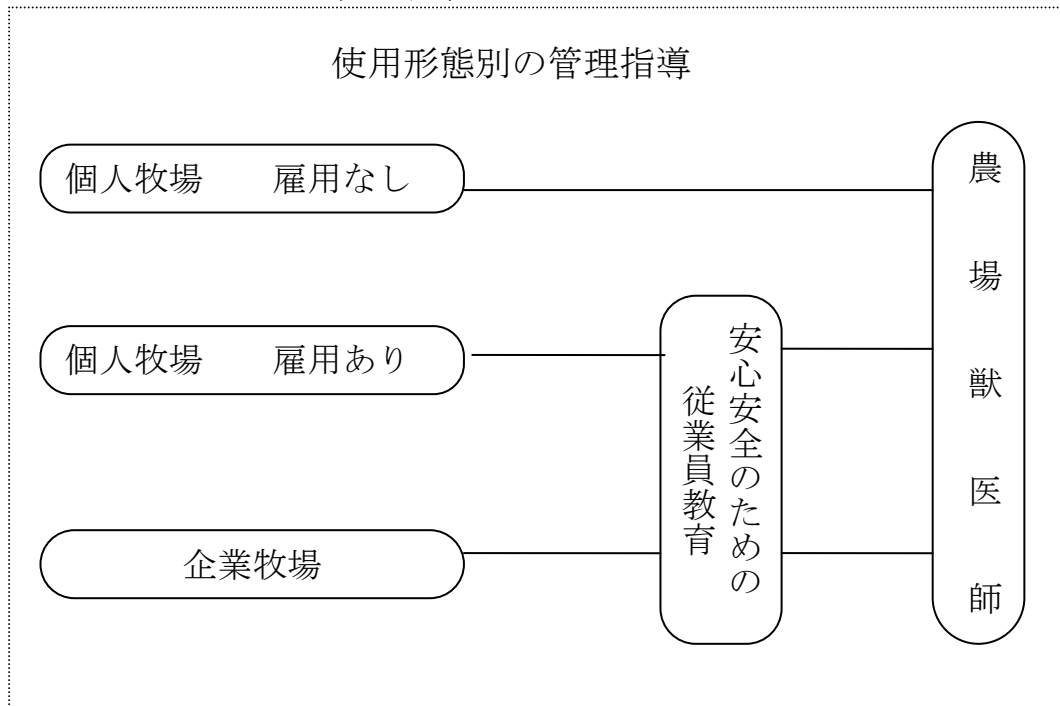 使用形態別の管理指導
個人牧場 雇用なし
個人牧場 雇用あり
企業牧場
安心安全のための
従業員教育
農場獣医師